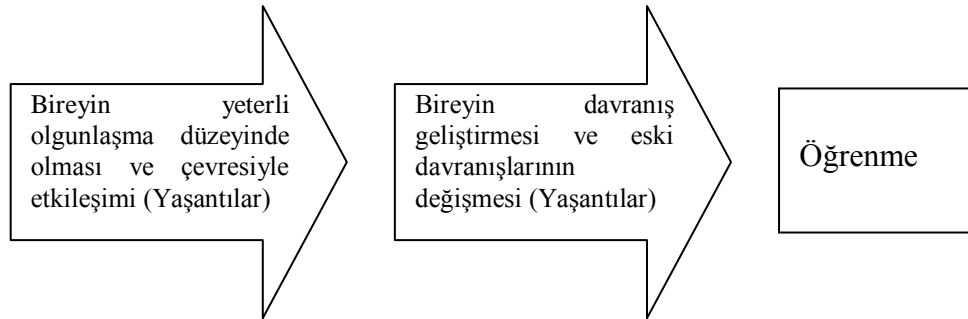 Bireyin yeterli
olgunlaşma düzeyinde
olması ve çevresiyle
etkileşimi (Yaşantılar)
Bireyin davranış
geliştirmesi ve eski
davranışlarının
değişmesi (Yaşantılar)
Öğrenme